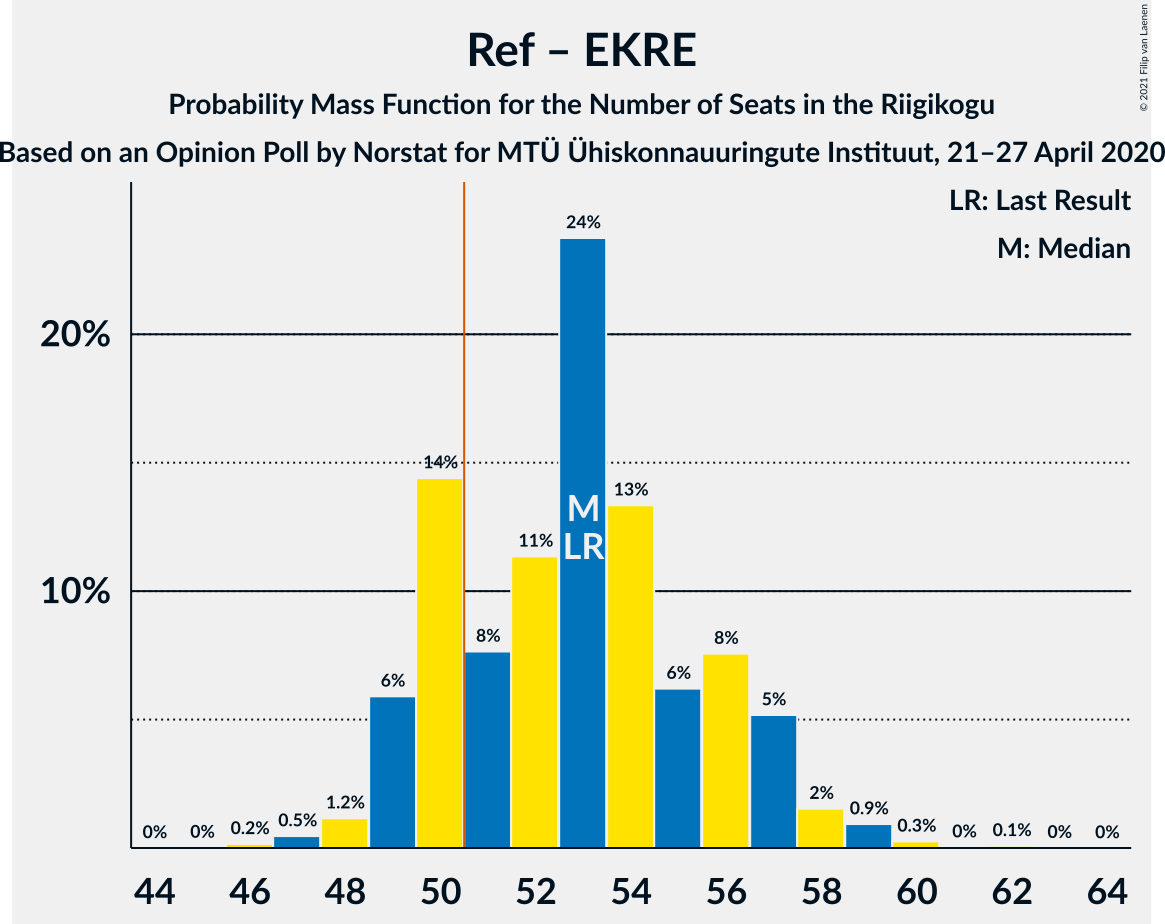 Ref – EKRE
Probability Mass Function for the Number of Seats in the Riigikogu
Based on an Opinion Poll by Norstat for MTÜ Ühiskonnauuringute Instituut, 21–27 April 2020
© 2021 Filip van Laenen
LR: Last Result
M: Median
24%
20%
14%
13%
M
11%
LR
10%
8%
8%
6%
6%
5%
2%
1.2%
0.9%
0.5%
0.2%
0.3%
0.1%
0%
0%
0%
0%
0%
44 46 48 50 52 54 56 58 60 62 64